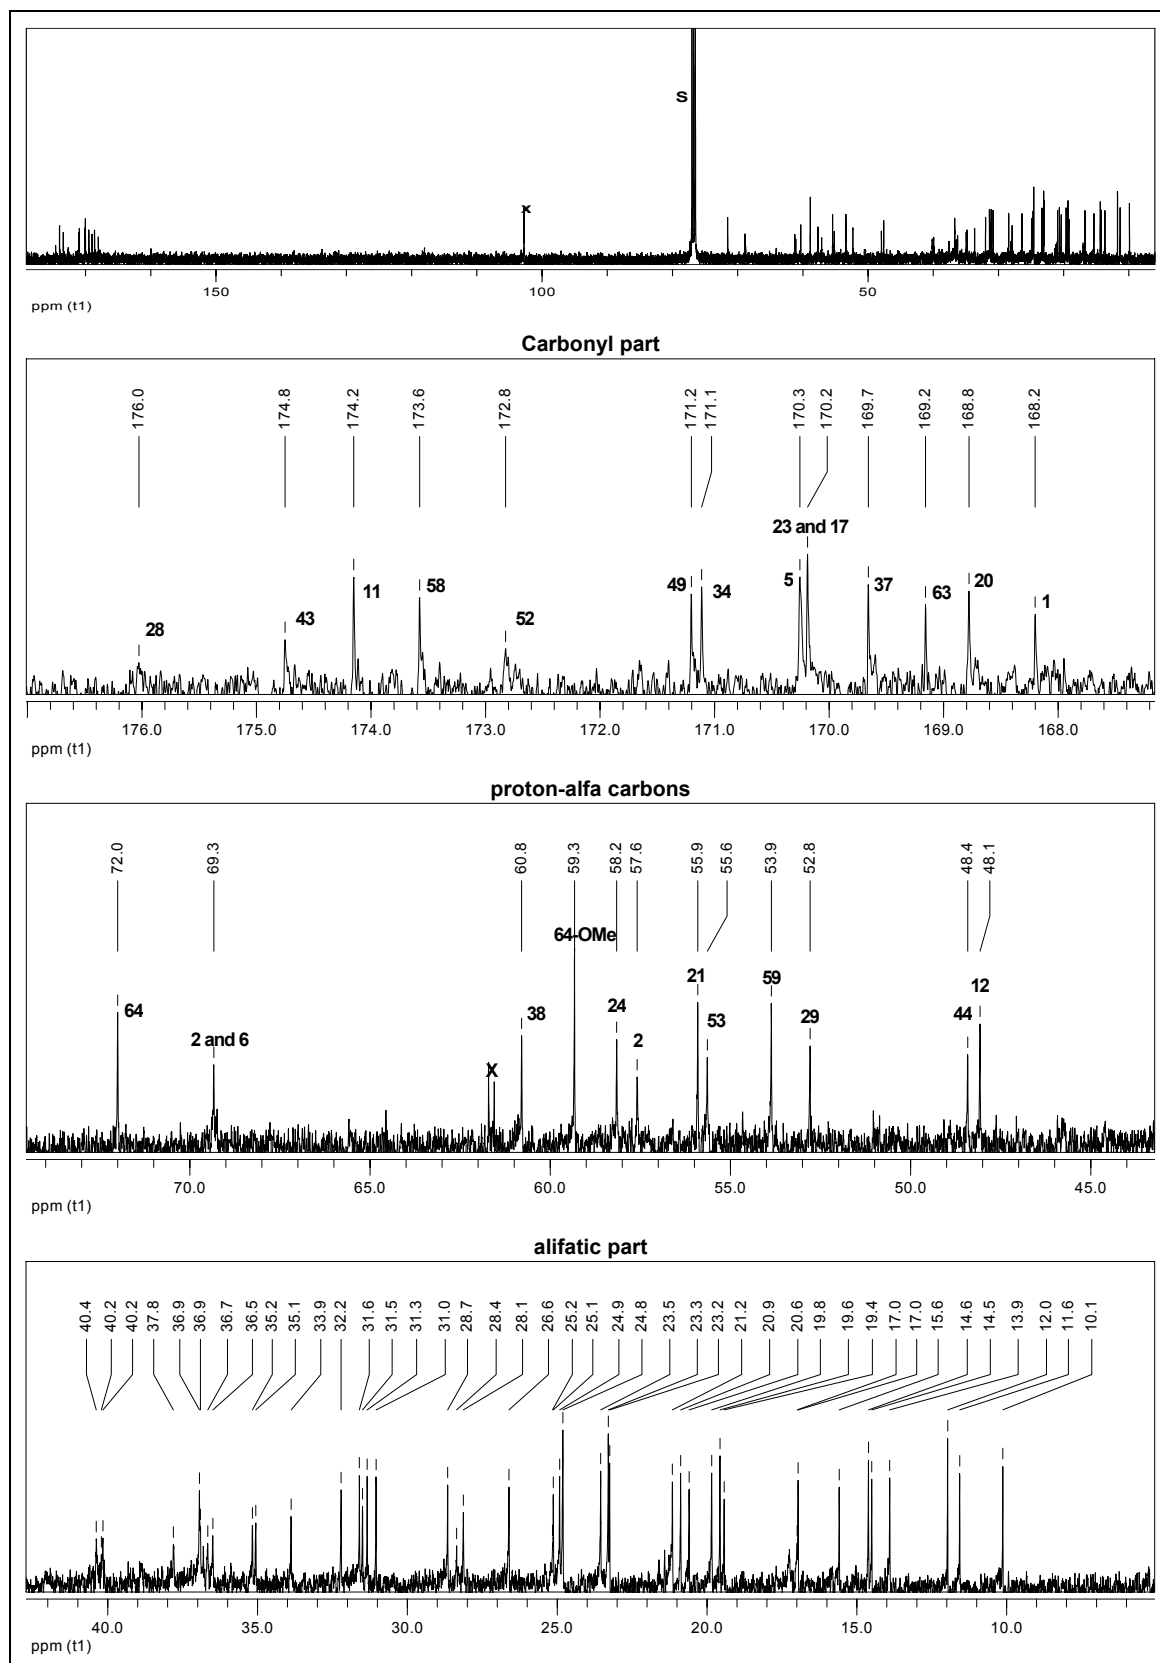 S
x
150 100 50
ppm (t1)
Carbonyl part
176.0 174.8 174.2 173.6 172.8 171.2 171.1 170.3 170.2 169.7 169.2 168.8 168.2
28 43 11 58 52 49 34 5 23 and 17 37 63 20 1
176.0 175.0 174.0 173.0 172.0 171.0 170.0 169.0 168.0
ppm (t1)
proton-alfa carbons
72.0 69.3 60.8 59.3 58.2 57.6 55.9 55.6 53.9 52.8 48.4 48.1
64 2 and 6 X 38 64-OMe 24 2 21 53 59 29 44 12
70.0 65.0 60.0 55.0 50.0 45.0
ppm (t1)
alifatic part
40.4 40.2 40.2 37.8 36.9 36.9 36.7 36.5 35.2 35.1 33.9 32.2 31.6 31.5 31.3 31.0 28.7 28.4 28.1 26.6 25.2 25.1 24.9 24.8 23.5 23.3 23.2 21.2 20.9 20.6 19.8 19.6 19.4 17.0 17.0 15.6 14.6 14.5 13.9 12.0 11.6 10.1
40.0 35.0 30.0 25.0 20.0 15.0 10.0
ppm (t1)